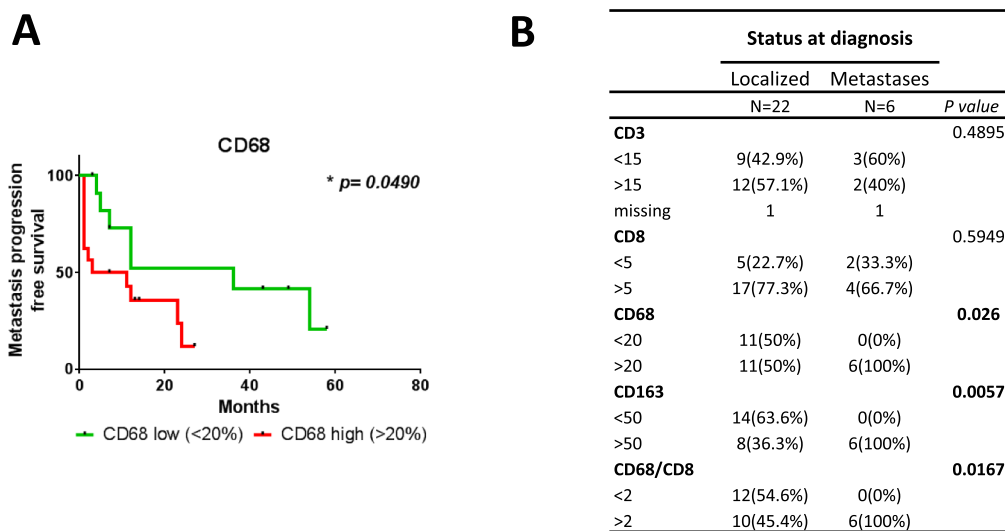 A
CD68
* p= 0.0490
Metastasis progression
free survival
100
50
0
0 20 40 60 80
Months
CD68 low (<20%) CD68 high (>20%)
B
Status at diagnosis
Localized Metastases
N=22 N=6 P value
CD3 0.4895
<15 9(42.9%) 3(60%)
>15 12(57.1%) 2(40%)
missing 1 1
CD8 0.5949
<5 5(22.7%) 2(33.3%)
>5 17(77.3%) 4(66.7%)
CD68 0.026
<20 11(50%) 0(0%)
>20 11(50%) 6(100%)
CD163 0.0057
<50 14(63.6%) 0(0%)
>50 8(36.3%) 6(100%)
CD68/CD8 0.0167
<2 12(54.6%) 0(0%)
>2 10(45.4%) 6(100%)